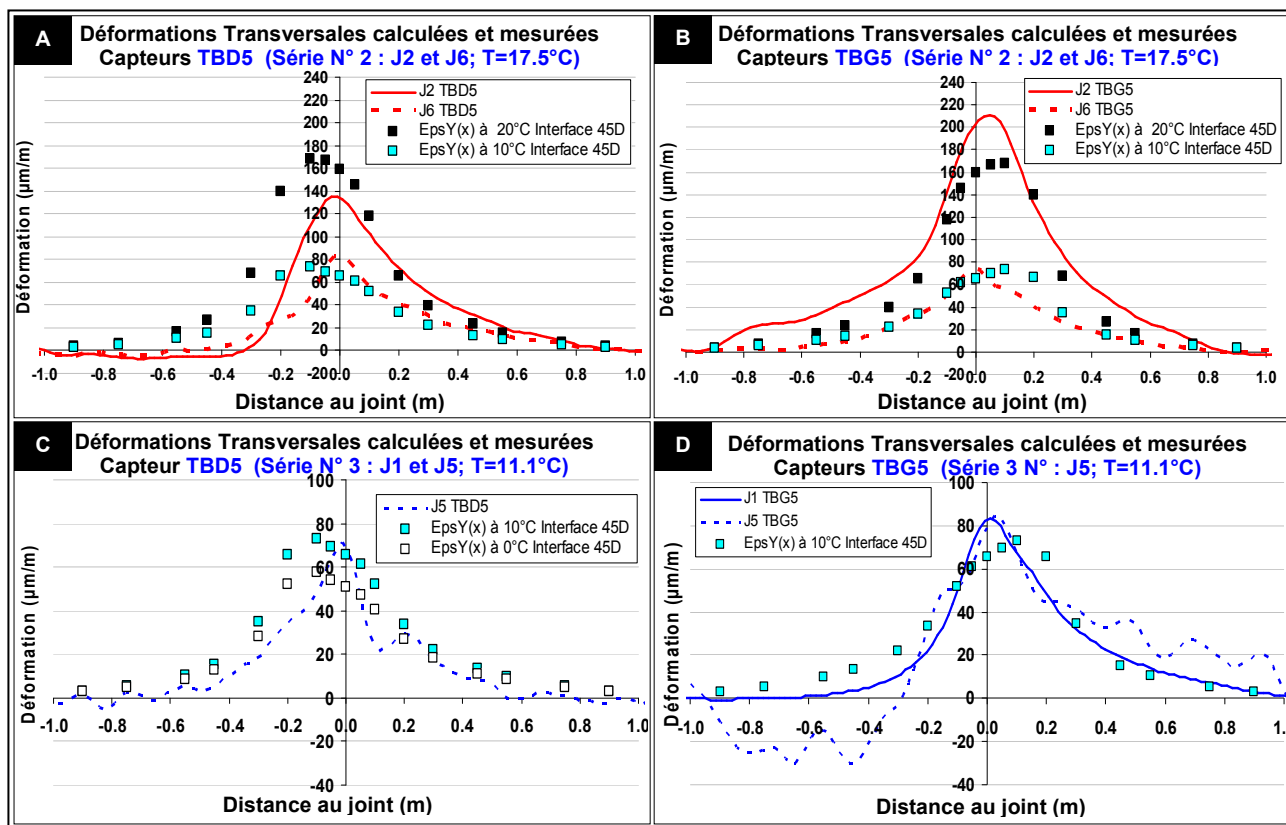 A
Déformations Transversales calculées et mesurées
Capteurs TBD5 (Série N° 2 : J2 et J6; T=17.5°C)
240
220
200
180
160
140
120
100
80
60
40
20
0
-20
J2 TBD5
J6 TBD5
EpsY(x) à 20°C Interface 45D
EpsY(x) à 10°C Interface 45D
Déformation (µm/m)
-1.0 -0.8 -0.6 -0.4 -0.2 0.0 0.2 0.4 0.6 0.8 1.0
Distance au joint (m)
B
Déformations Transversales calculées et mesurées
Capteurs TBG5 (Série N° 2 : J2 et J6; T=17.5°C)
240
220
200
180
160
140
120
100
80
60
40
20
0
-20
J2 TBG5
J6 TBG5
EpsY(x) à 20°C Interface 45D
EpsY(x) à 10°C Interface 45D
Déformation (µm/m)
-1.0 -0.8 -0.6 -0.4 -0.2 0.0 0.2 0.4 0.6 0.8 1.0
Distance au joint (m)
C
Déformations Transversales calculées et mesurées
Capteur TBD5 (Série N° 3 : J1 et J5; T=11.1°C)
100
80
60
40
20
0
-20
-40
J5 TBD5
EpsY(x) à 10°C Interface 45D
EpsY(x) à 0°C Interface 45D
Déformation (µm/m)
-1.0 -0.8 -0.6 -0.4 -0.2 0.0 0.2 0.4 0.6 0.8 1.0
Distance au joint (m)
D
Déformations Transversales calculées et mesurées
Capteurs TBG5 (Série 3 N° : J5; T=11.1°C)
100
80
60
40
20
0
-20
-40
J1 TBG5
J5 TBG5
EpsY(x) à 10°C Interface 45D
Déformation (µm/m)
-1.0 -0.8 -0.6 -0.4 -0.2 0.0 0.2 0.4 0.6 0.8 1.0
Distance au joint (m)